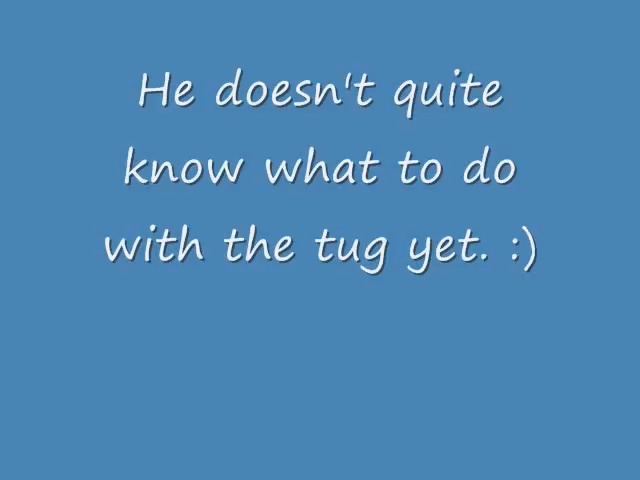 He doesn't quite
know what to do
with the tug yet. :)